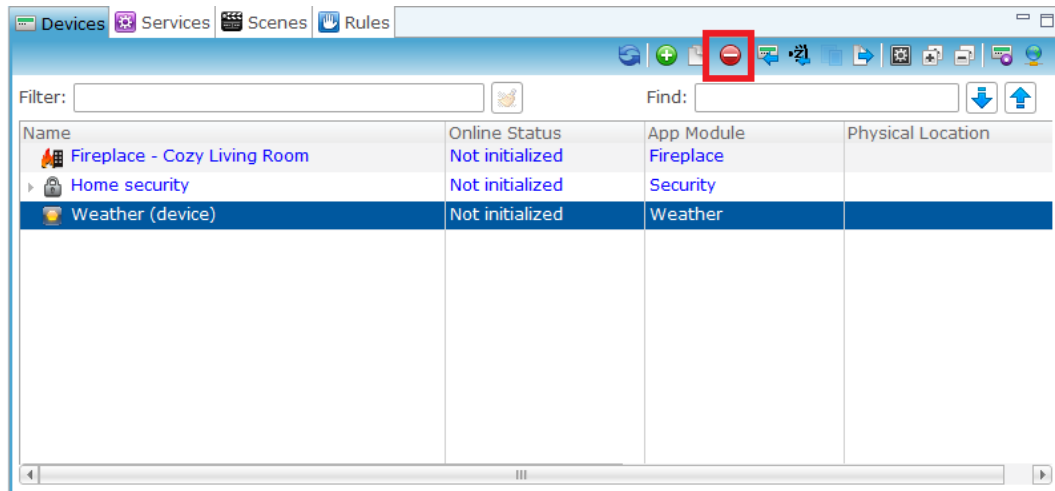 Devices Services Scenes Rules
Filter: Find:
Name Online Status App Module Physical Location
Fireplace - Cozy Living Room Not initialized Fireplace
Home security Not initialized Security
Weather (device) Not initialized Weather